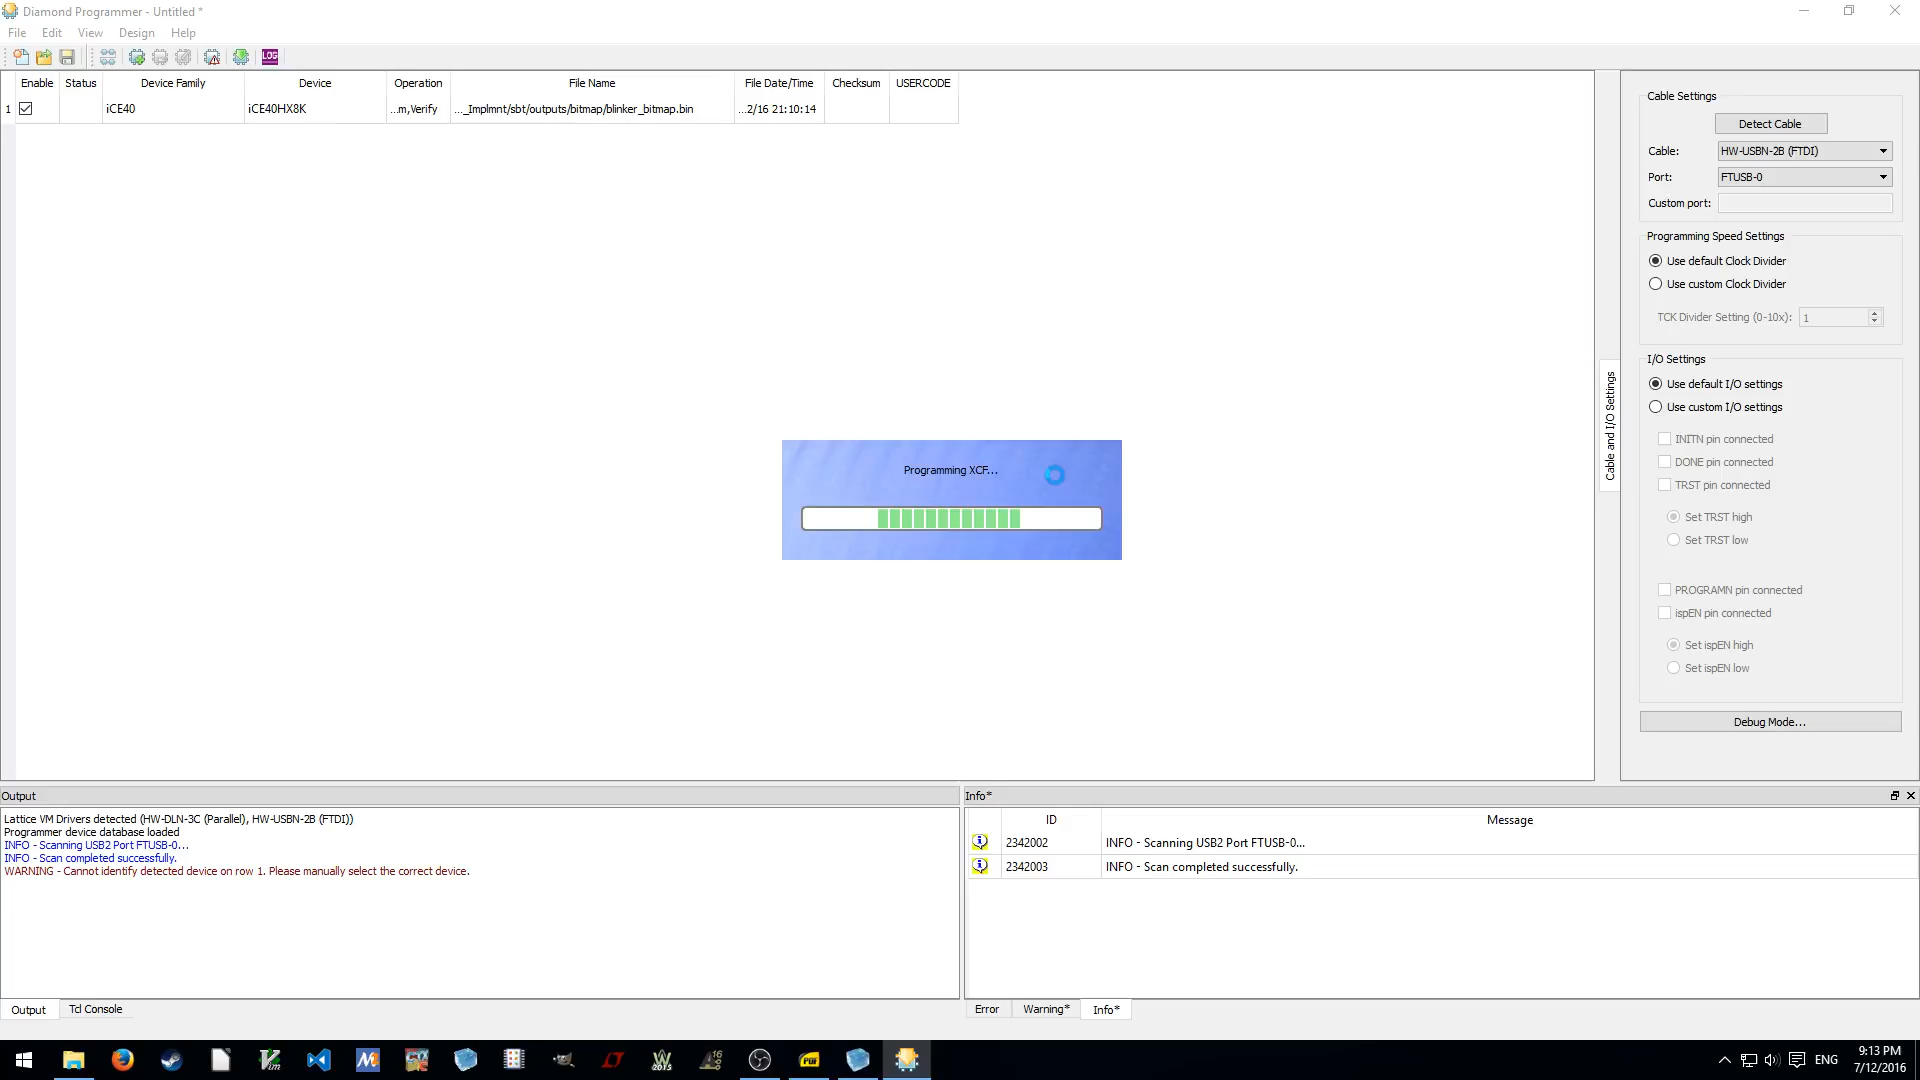 Diamond Programmer - Untitled *
File Edit View Design Help
LOG
Enable Status Device Family Device Operation File Name File Date/Time Checksum USERCODE
1 iCE40 iCE40HX8K ...m,Verify ..._Implmnt/sbt/outputs/bitmap/blinker_bitmap.bin ...2/16 21:10:14
Programming XCF...
Cable and I/O Settings
Cable Settings
Detect Cable
Cable: HW-USBN-2B (FTDI)
Port: FTUSB-0
Custom port:
Programming Speed Settings
Use default Clock Divider
Use custom Clock Divider
TCK Divider Setting (0-10x): 1
I/O Settings
Use default I/O settings
Use custom I/O settings
INITN pin connected
DONE pin connected
TRST pin connected
Set TRST high
Set TRST low
PROGRAMN pin connected
ispEN pin connected
Set ispEN high
Set ispEN low
Debug Mode...
Output
Lattice VM Drivers detected (HW-DLN-3C (Parallel), HW-USBN-2B (FTDI))
Programmer device database loaded
INFO - Scanning USB2 Port FTUSB-0...
INFO - Scan completed successfully.
WARNING - Cannot identify detected device on row 1. Please manually select the correct device.
Output Tcl Console
Info*
ID Message
2342002 INFO - Scanning USB2 Port FTUSB-0...
2342003 INFO - Scan completed successfully.
Error Warning* Info*
ENG
9:13 PM
7/12/2016